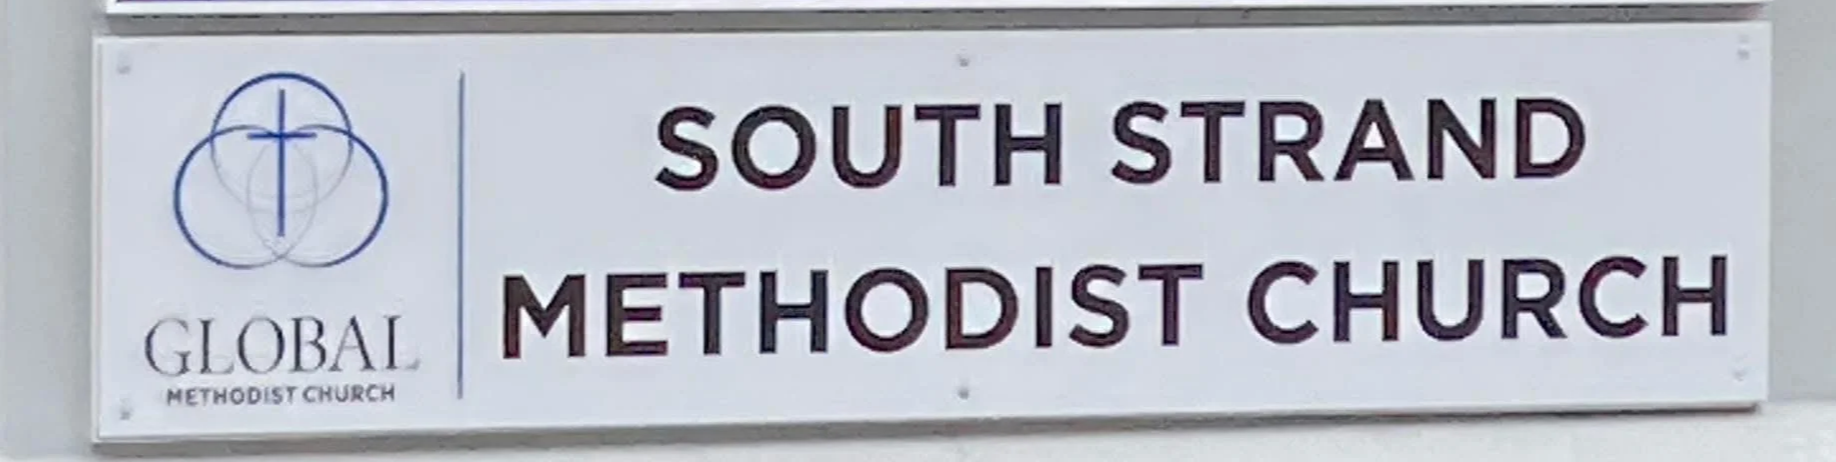 GLOBAL
METHODIST CHURCH
SOUTH STRAND
METHODIST CHURCH